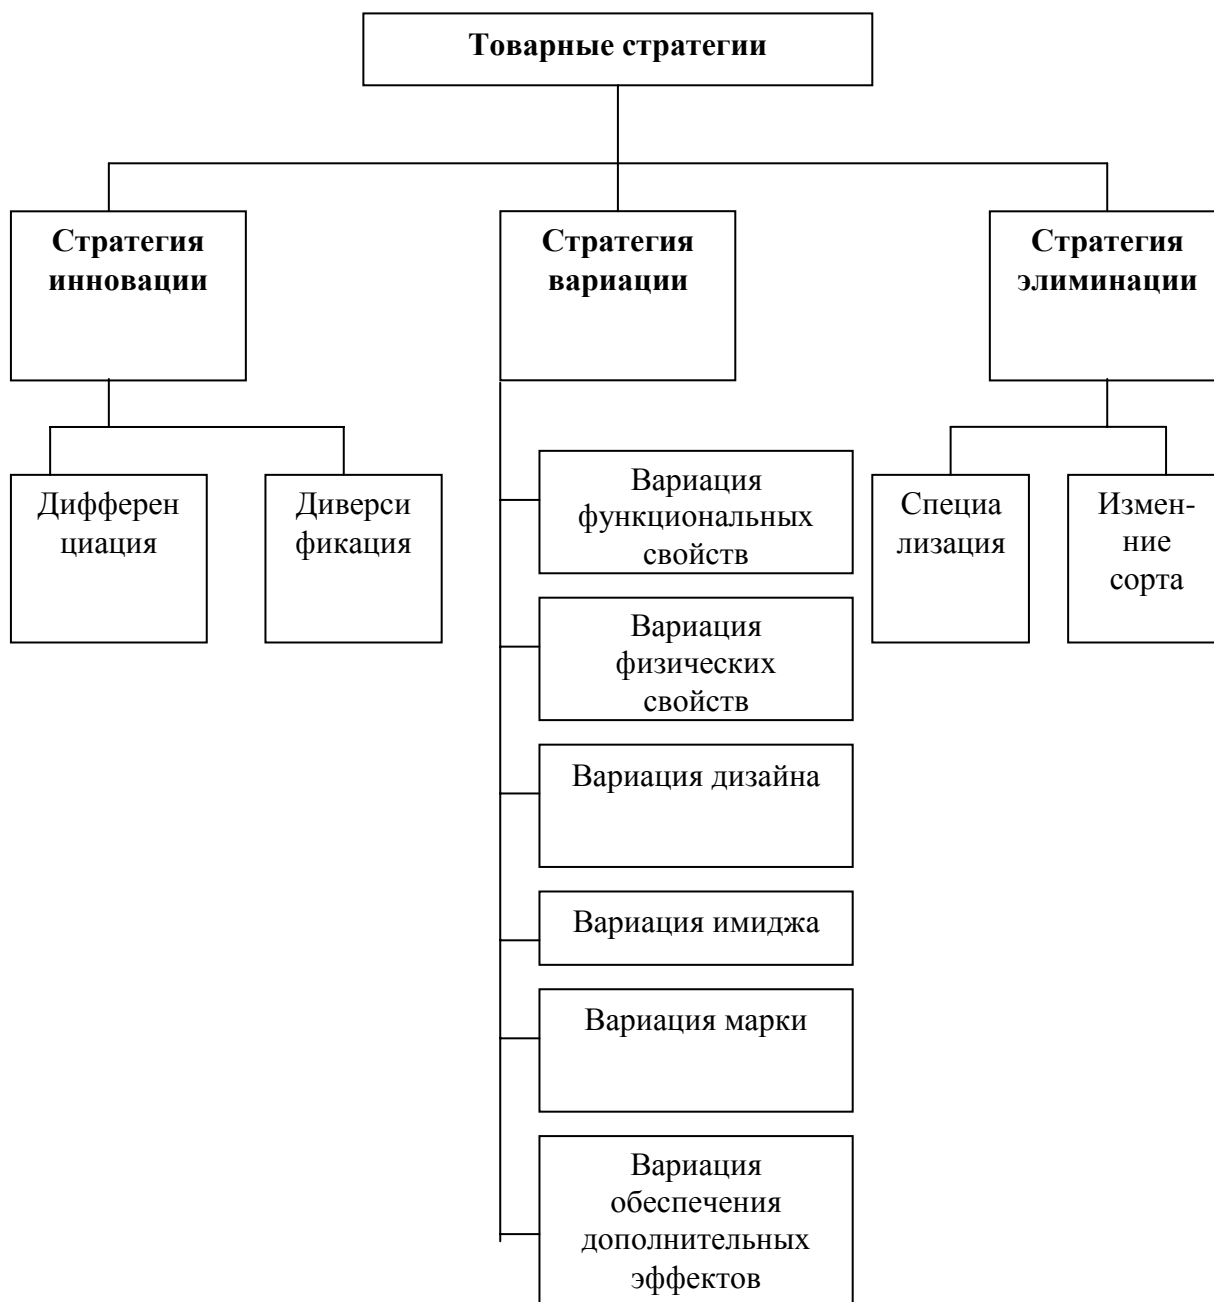 Товарные стратегии
Стратегия
инновации
Стратегия
вариации
Стратегия
элиминации
Дифферен
циация
Диверси
фикация
Вариация
функциональных
свойств
Вариация
физических
свойств
Вариация дизайна
Вариация имиджа
Вариация марки
Вариация
обеспечения
дополнительных
эффектов
Специа
лизация
Измен-
ние
сорта